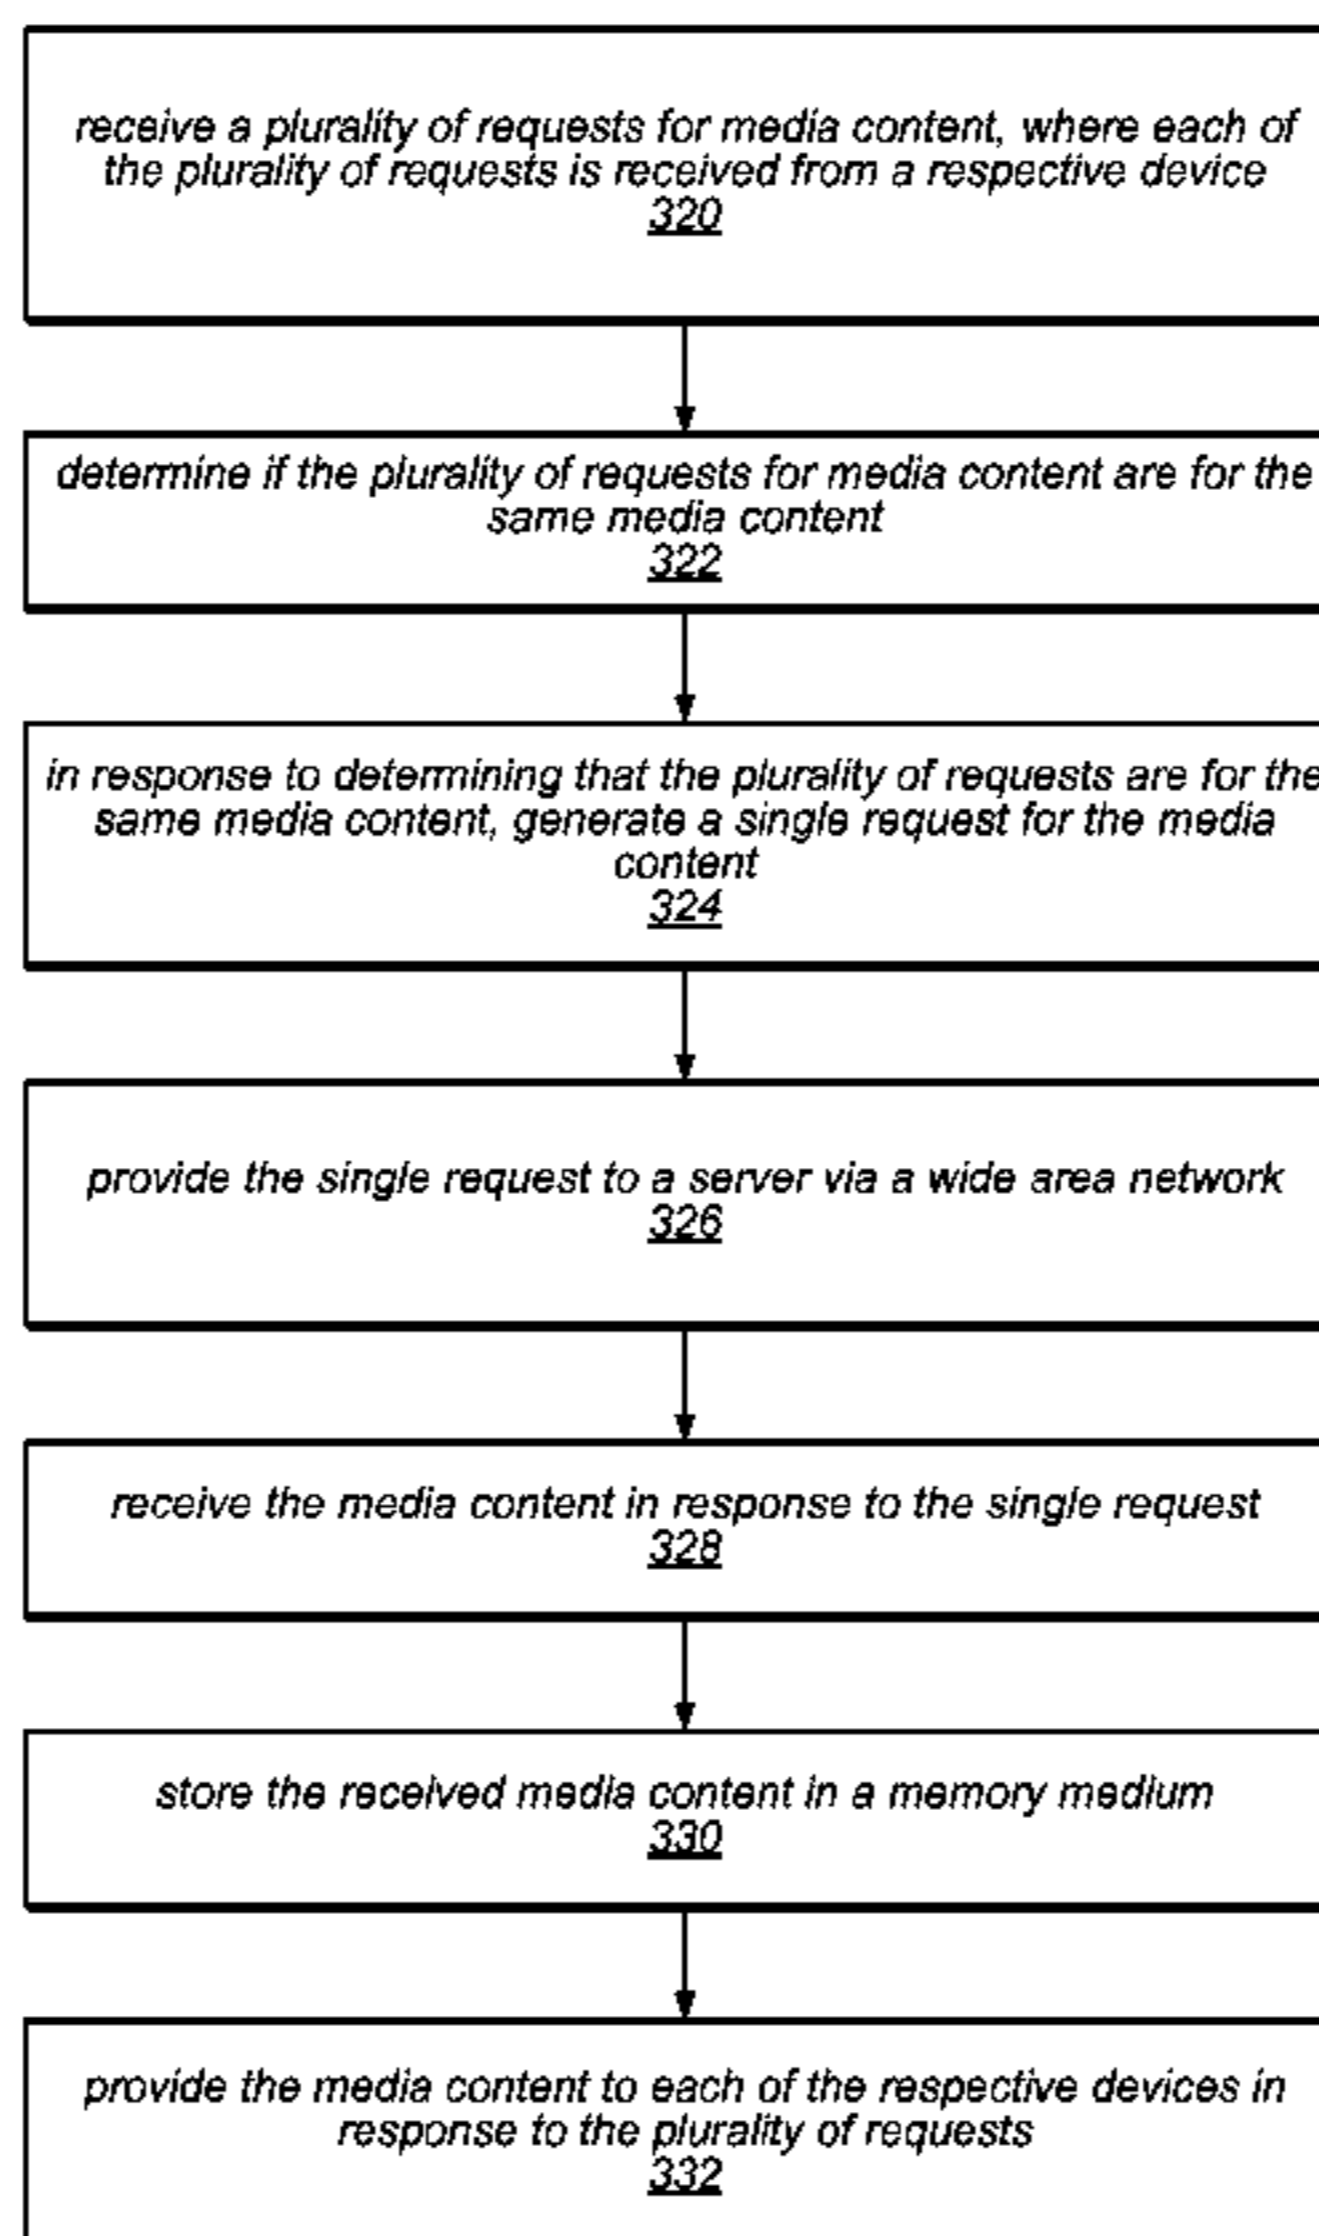 receive a plurality of requests for media content, where each of
the plurality of requests is received from a respective device
320
determine if the plurality of requests for media content are for the
same media content
322
in response to determining that the plurality of requests are for the
same media content, generate a single request for the media
content
324
provide the single request to a server via a wide area network
326
receive the media content in response to the single request
328
store the received media content in a memory medium
330
provide the media content to each of the respective devices in
response to the plurality of requests
332